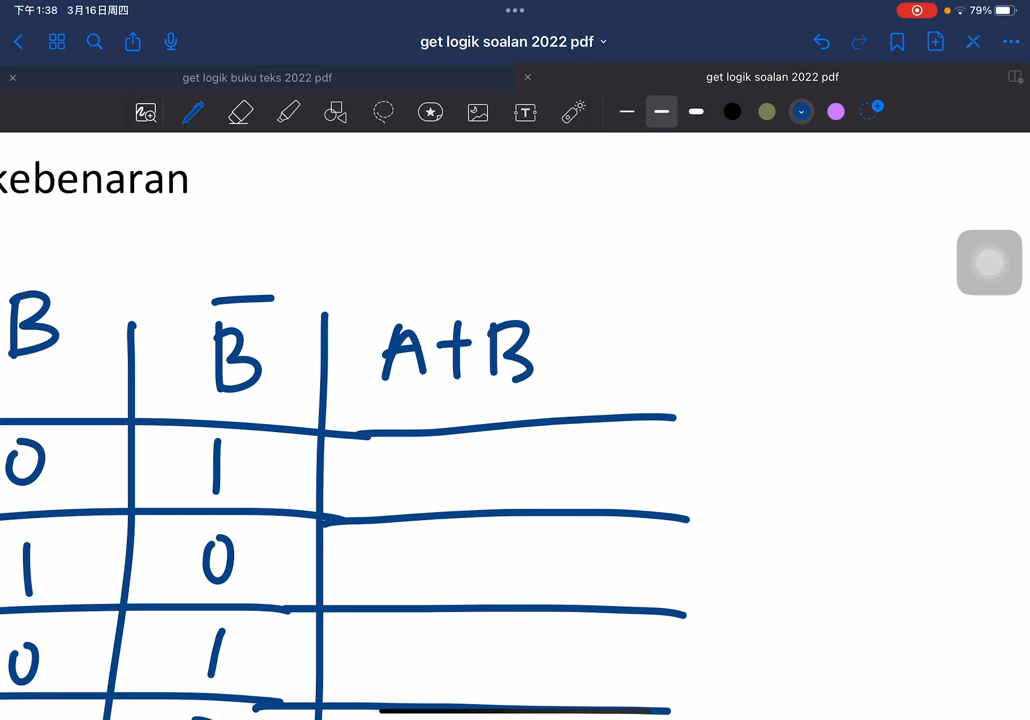 下午1:38 3月16日周四
79%
get logik soalan 2022 pdf
get logik buku teks 2022 pdf
get logik soalan 2022 pdf
T
kebenaran
B B̅ A+B
0 1
1 0
0 1